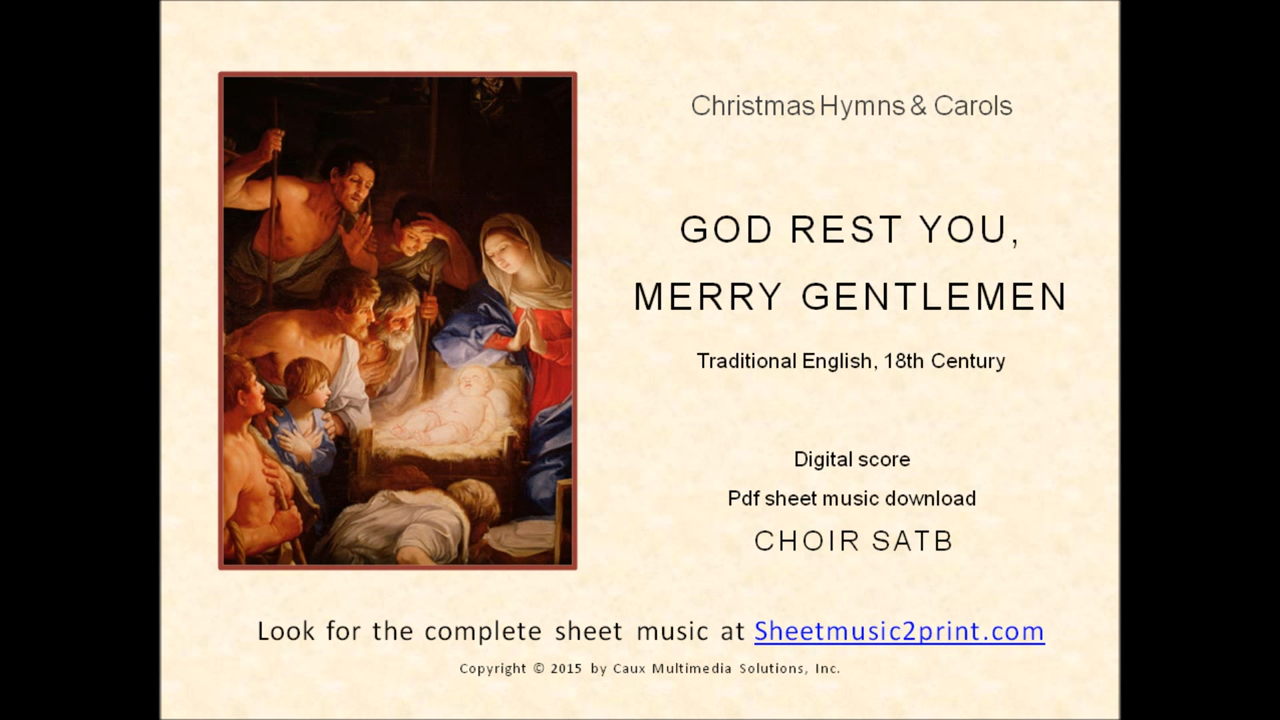 Christmas Hymns & Carols
GOD REST YOU,
MERRY GENTLEMEN
Traditional English, 18th Century
Digital score
Pdf sheet music download
CHOIR SATB
Look for the complete sheet music at Sheetmusic2print.com
Copyright © 2015 by Caux Multimedia Solutions, Inc.